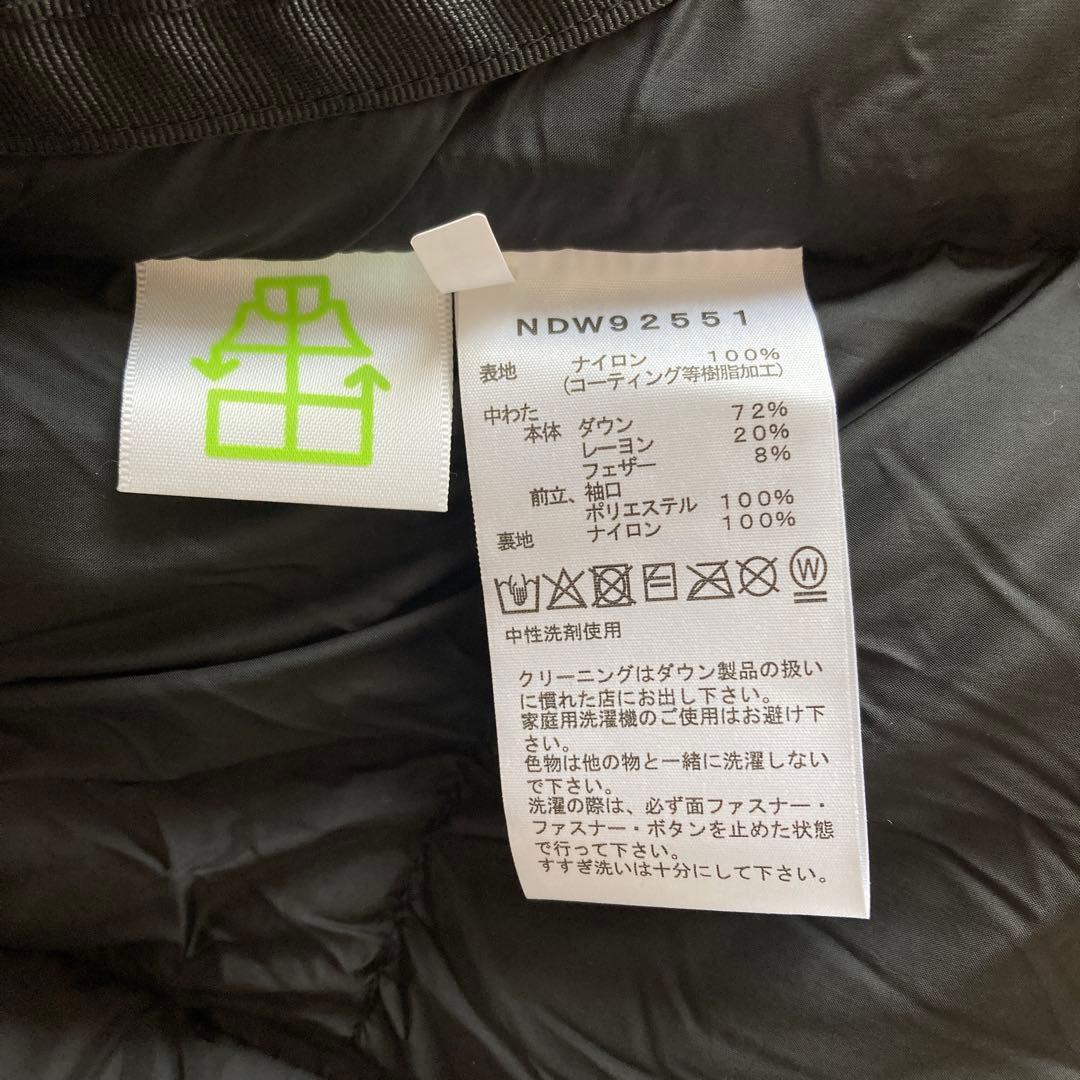 NDW92551
表地 ナイロン 100%
(コーティング等樹脂加工)
中わた
本体 ダウン 72%
レーヨン 20%
フェザー 8%
前立、袖口
ポリエステル 100%
裏地 ナイロン 100%
W
中性洗剤使用
クリーニングはダウン製品の扱い
に慣れた店にお出し下さい。
家庭用洗濯機のご使用はお避け下
さい。
色物は他の物と一緒に洗濯しない
で下さい。
洗濯の際は、必ず面ファスナー・
ファスナー・ボタンを止めた状態
で行って下さい。
すすぎ洗いは十分にして下さい。